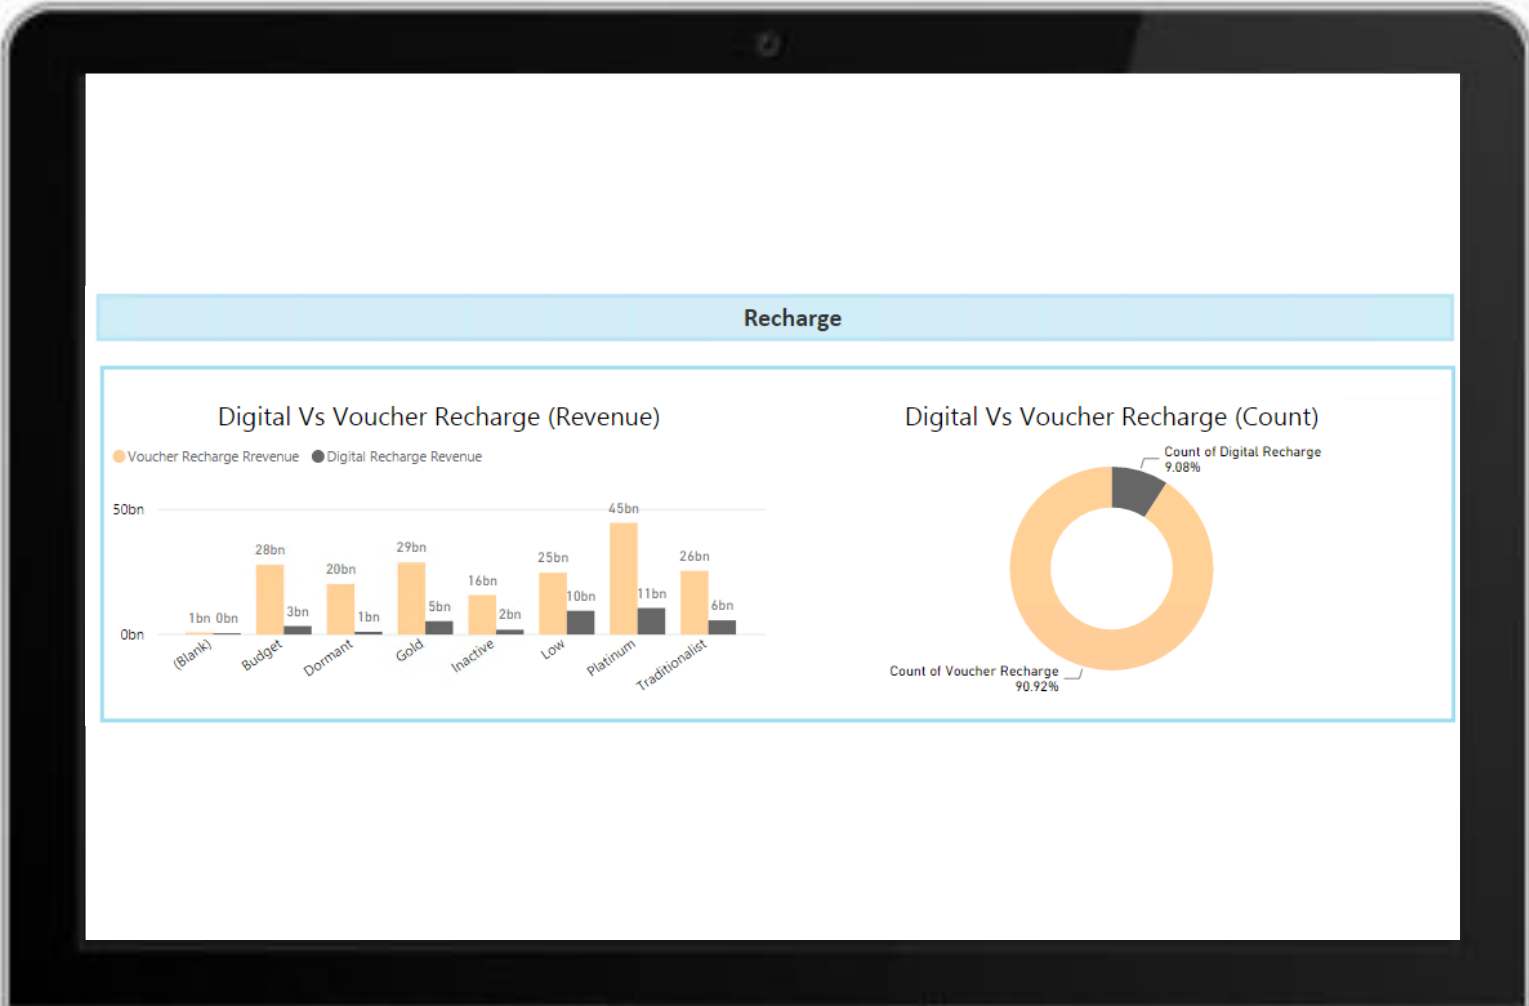 Recharge
Digital Vs Voucher Recharge (Revenue)
Voucher Recharge Rrevenue Digital Recharge Revenue
50bn
0bn
1bn 0bn
28bn 3bn
20bn 1bn
29bn 5bn
16bn 2bn
25bn 10bn
45bn 11bn
26bn 6bn
(Blank) Budget Dormant Gold Inactive Low Platinum Traditionalist
Digital Vs Voucher Recharge (Count)
Count of Digital Recharge
9.08%
Count of Voucher Recharge
90.92%